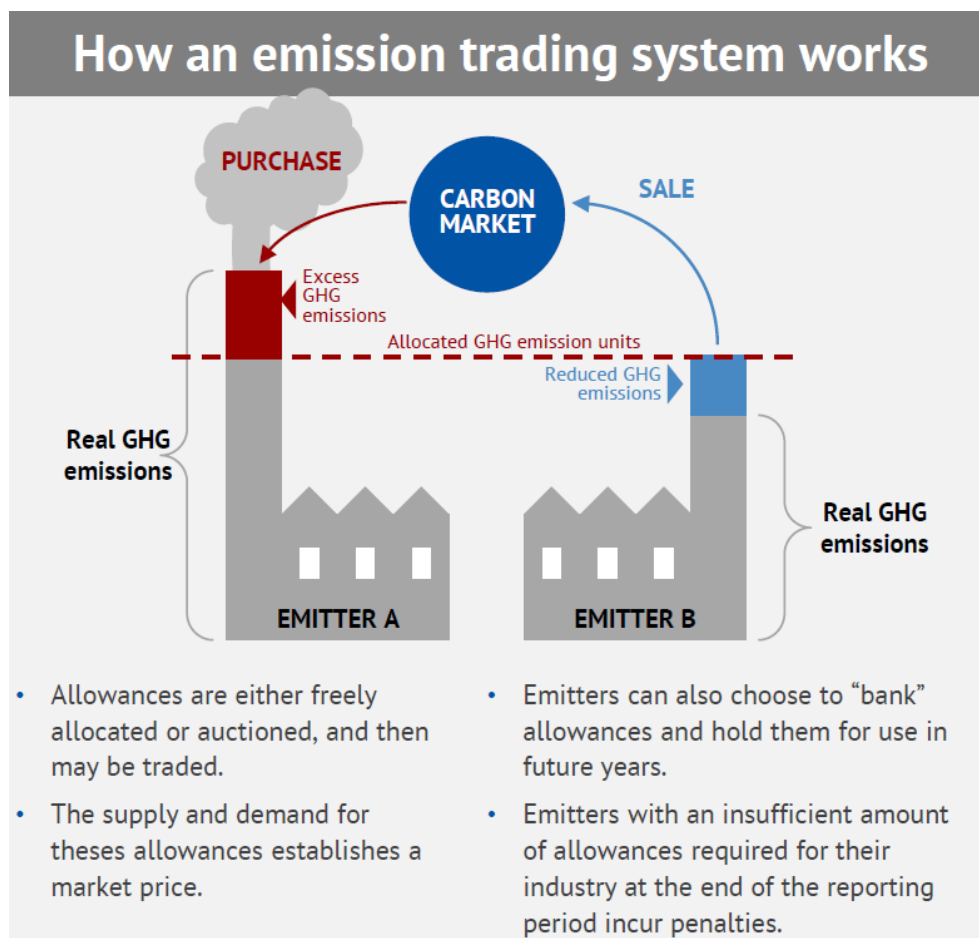 How an emission trading system works
PURCHASE
CARBON
MARKET
SALE
Excess
GHG
emissions
Allocated GHG emission units
Reduced GHG
emissions
Real GHG
emissions
Real GHG
emissions
EMITTER A
EMITTER B
• Allowances are either freely
allocated or auctioned, and then
may be traded.
• The supply and demand for
theses allowances establishes a
market price.
• Emitters can also choose to “bank”
allowances and hold them for use in
future years.
• Emitters with an insufficient amount
of allowances required for their
industry at the end of the reporting
period incur penalties.